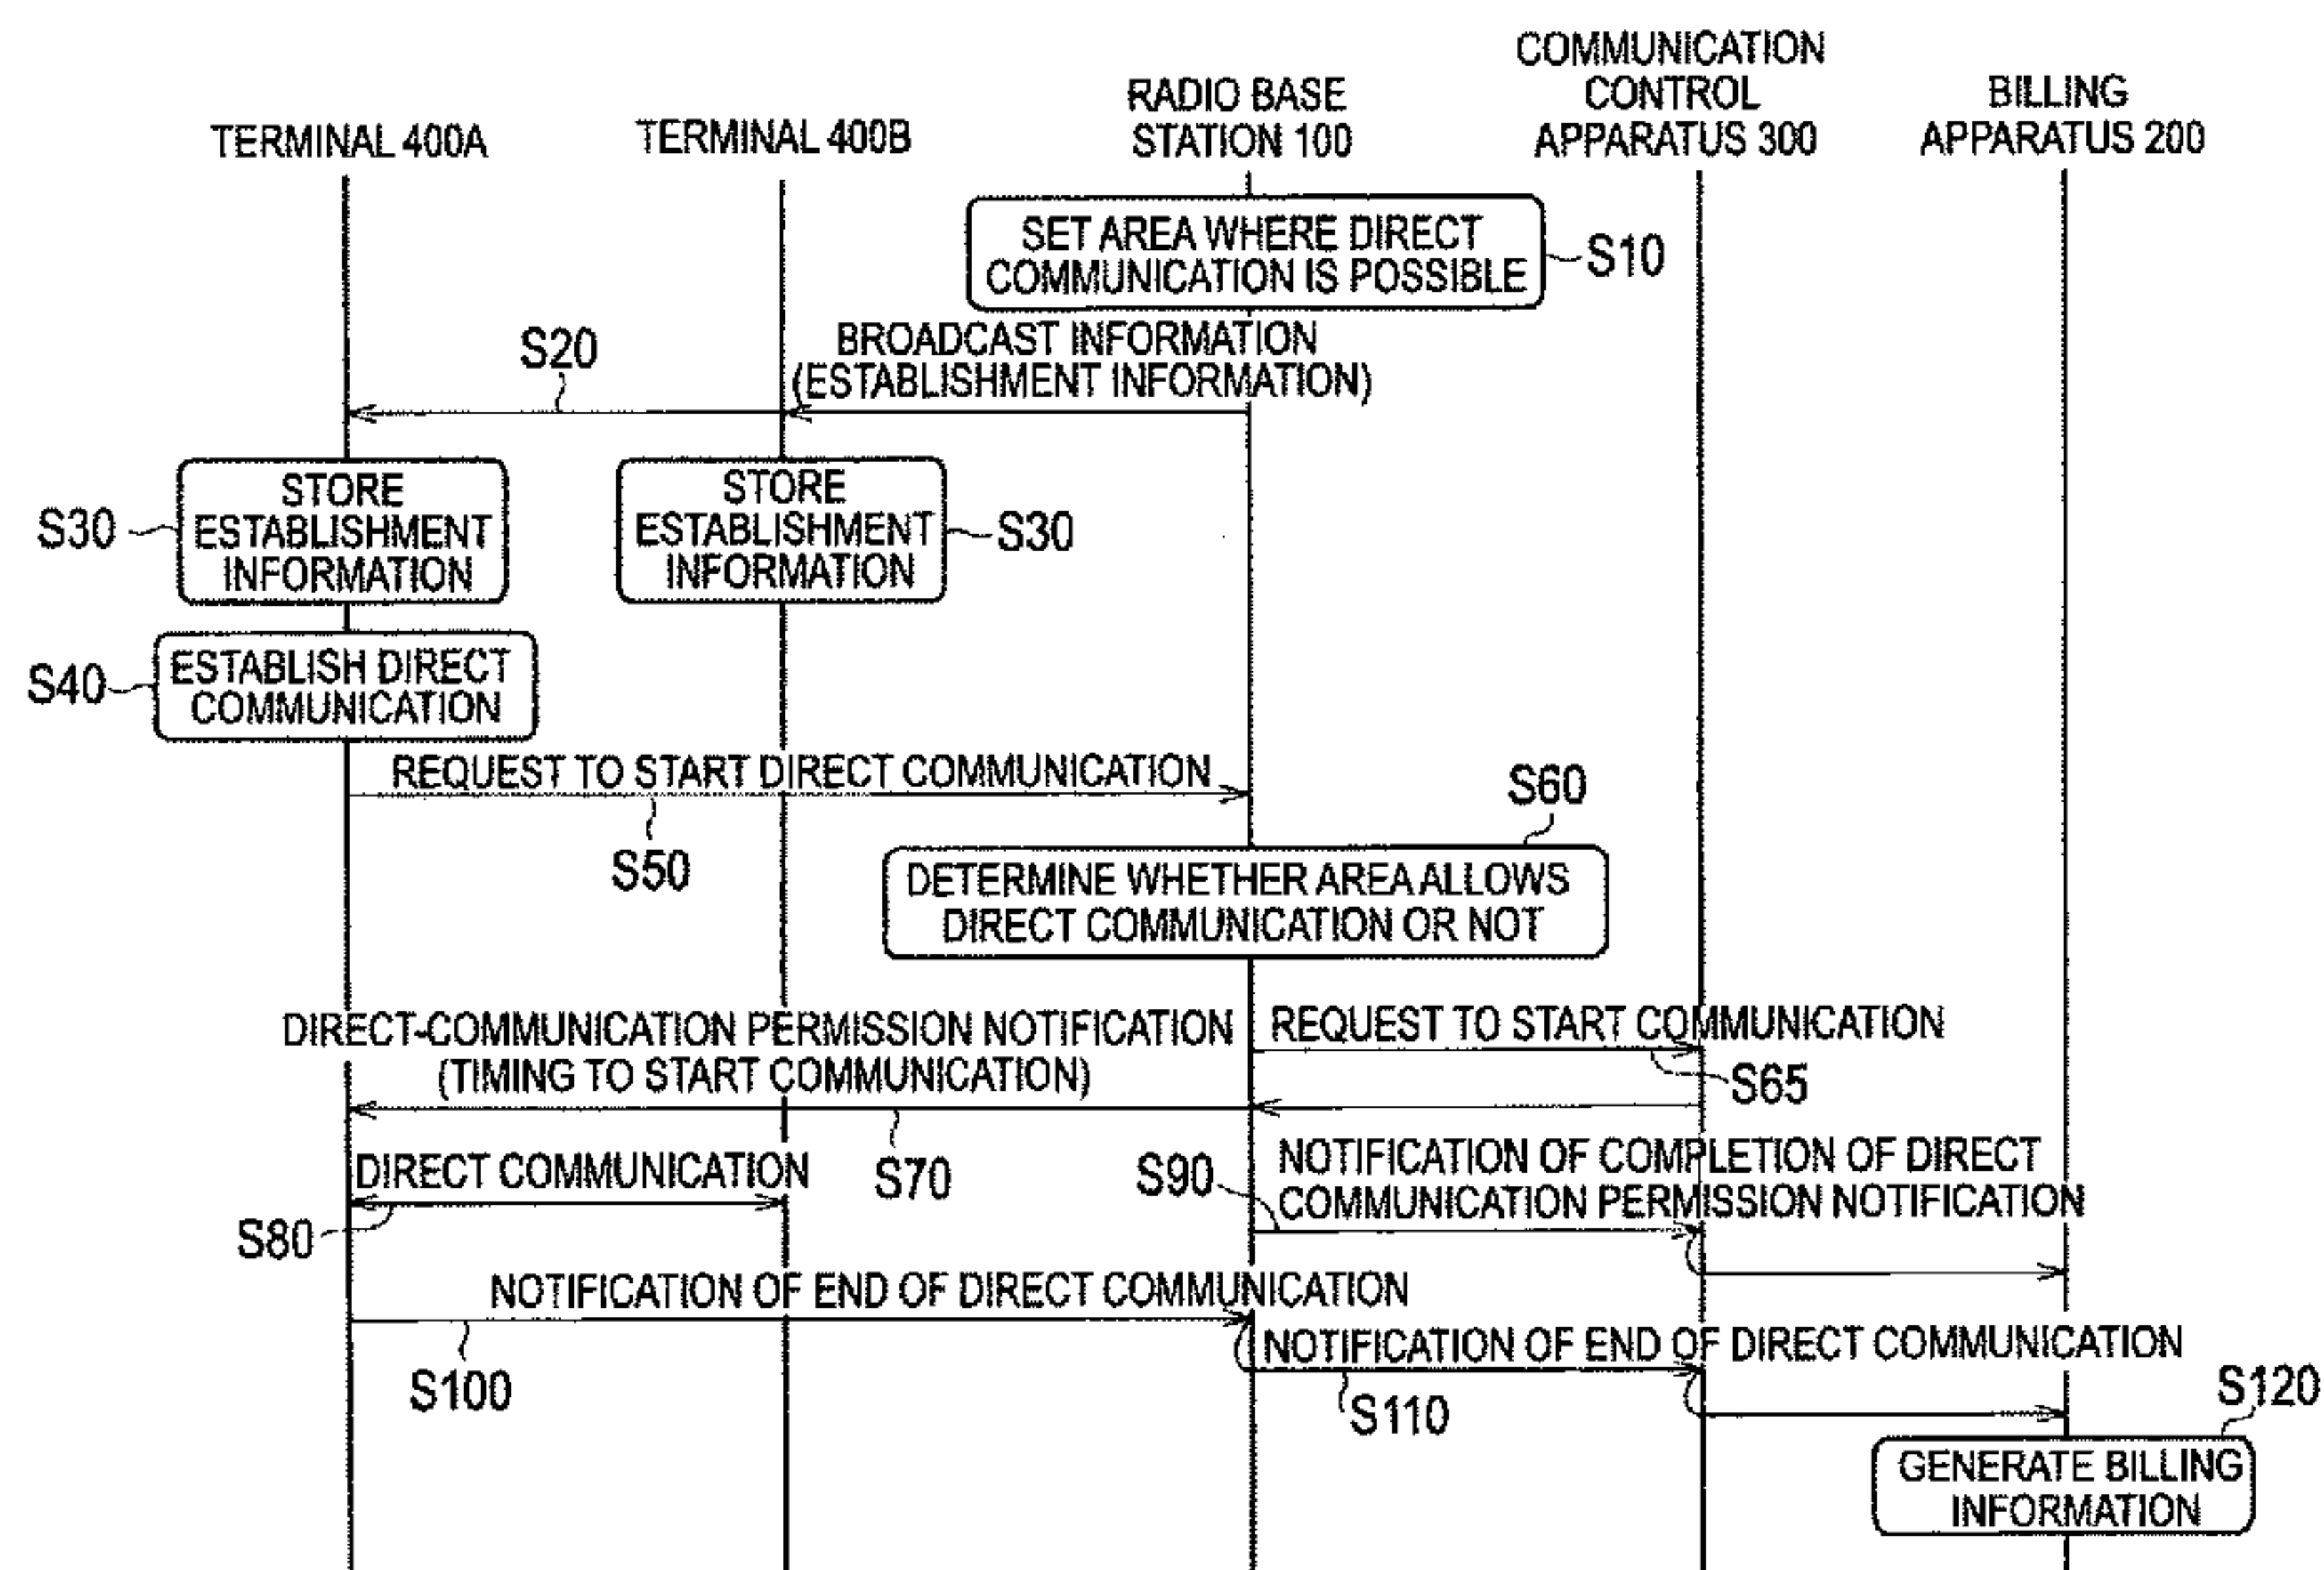 TERMINAL 400A
TERMINAL 400B
RADIO BASE
STATION 100
COMMUNICATION
CONTROL
APPARATUS 300
BILLING
APPARATUS 200
SET AREA WHERE DIRECT
COMMUNICATION IS POSSIBLE
S10
S20
BROADCAST INFORMATION
(ESTABLISHMENT INFORMATION)
S30
STORE
ESTABLISHMENT
INFORMATION
STORE
ESTABLISHMENT
INFORMATION
S30
S40
ESTABLISH DIRECT
COMMUNICATION
REQUEST TO START DIRECT COMMUNICATION
S50
S60
DETERMINE WHETHER AREA ALLOWS
DIRECT COMMUNICATION OR NOT
DIRECT-COMMUNICATION PERMISSION NOTIFICATION
(TIMING TO START COMMUNICATION)
REQUEST TO START COMMUNICATION
S65
S70
DIRECT COMMUNICATION
S80
S90
NOTIFICATION OF COMPLETION OF DIRECT
COMMUNICATION PERMISSION NOTIFICATION
NOTIFICATION OF END OF DIRECT COMMUNICATION
S100
NOTIFICATION OF END OF DIRECT COMMUNICATION
S110
S120
GENERATE BILLING
INFORMATION